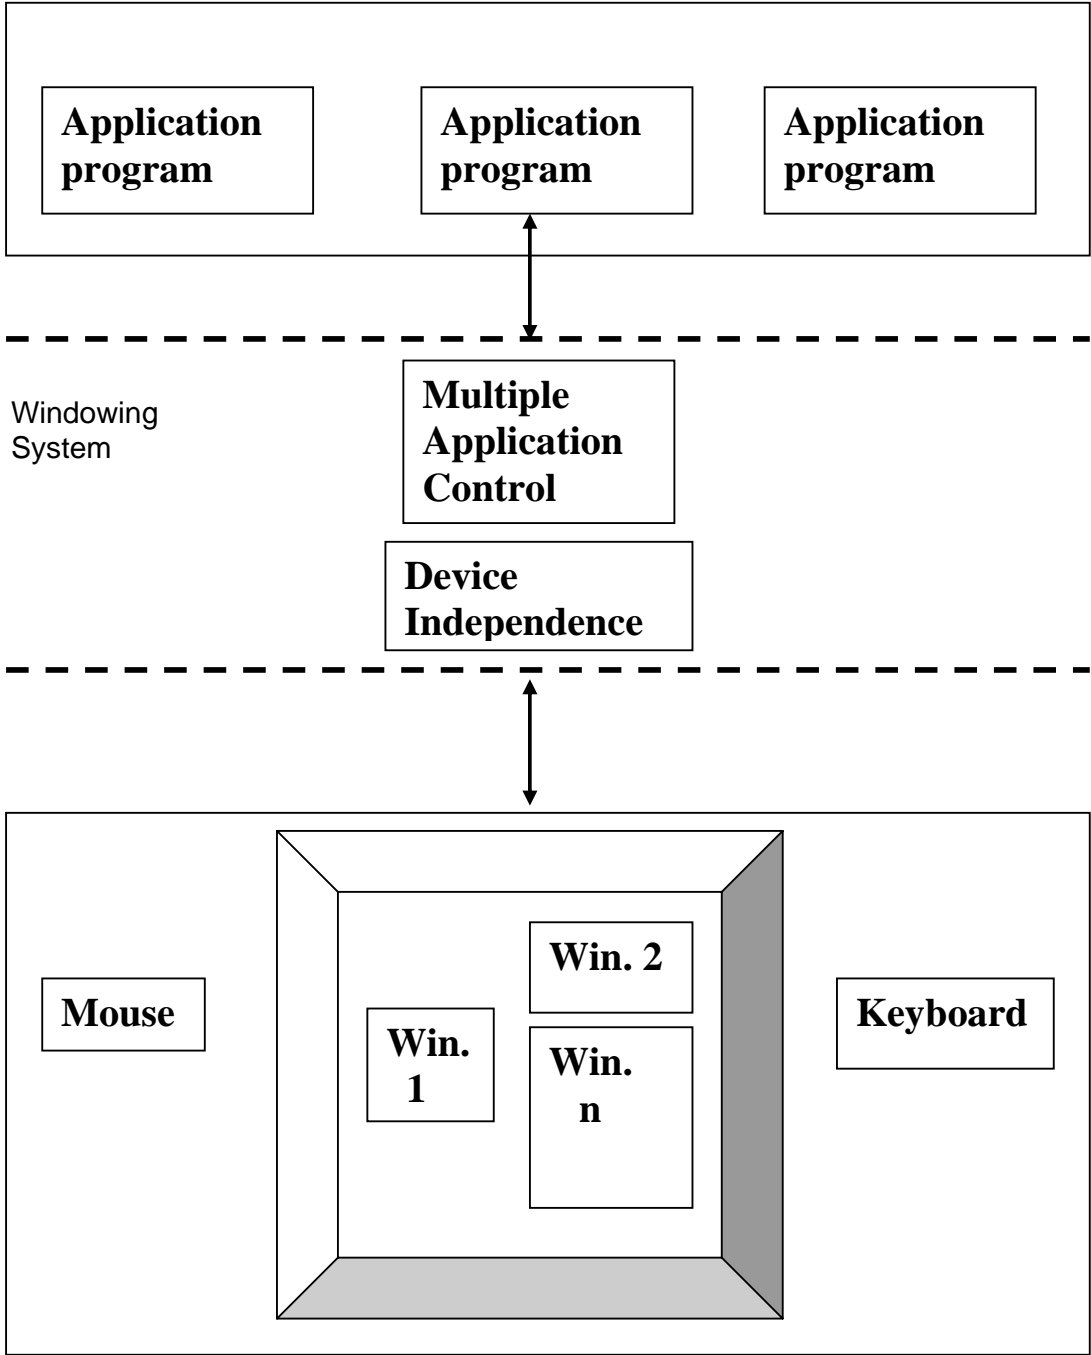 Application
program
Application
program
Application
program
Windowing
System
Multiple
Application
Control
Device
Independence
Mouse
Win.
1
Win. 2
Win.
n
Keyboard